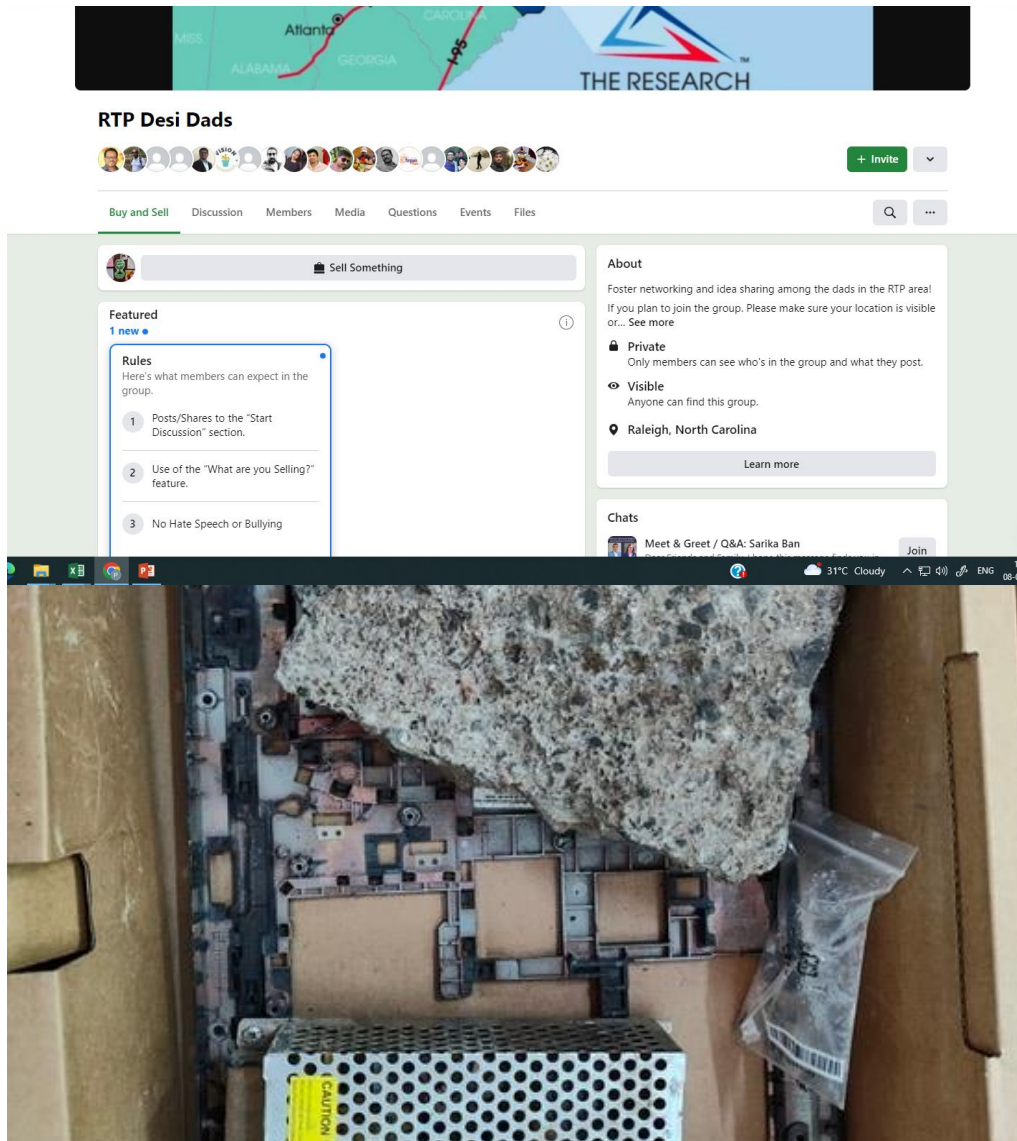 MISS.
Atlanta
CAROLINA
ALABAMA
GEORGIA
I-95
THE RESEARCH
TM
RTP Desi Dads
+ Invite
Buy and Sell Discussion Members Media Questions Events Files
Sell Something
Featured
1 new
Rules
Here's what members can expect in the
group.
1 Posts/Shares to the "Start
Discussion" section.
2 Use of the "What are you Selling?"
feature.
3 No Hate Speech or Bullying
About
Foster networking and idea sharing among the dads in the RTP area!
If you plan to join the group. Please make sure your location is visible
or... See more
Private
Only members can see who's in the group and what they post.
Visible
Anyone can find this group.
Raleigh, North Carolina
Learn more
Chats
Meet & Greet / Q&A: Sarika Ban
Join
31°C Cloudy ENG
CAUTION